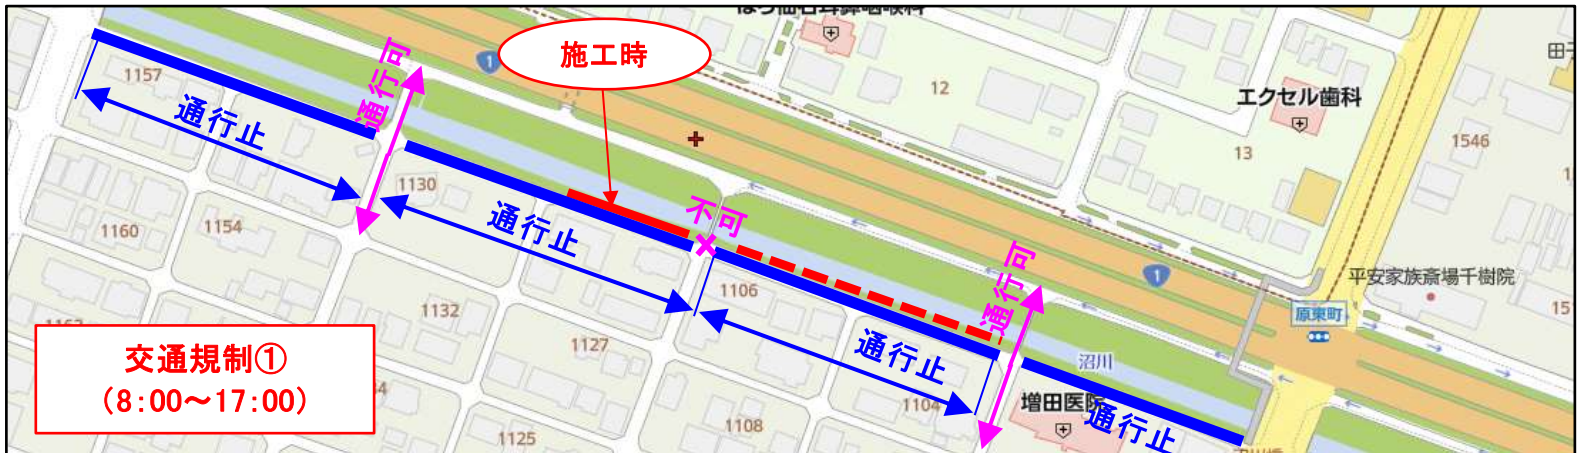 施工時
1
1157
通行可
通行止
12
エクセル歯科
1546
13
1130
1154
1160
通行止
不可
通行可
1
平安家族斎場千樹院
原東町
1106
1132
1127
通行止
沼川
増田医院
1104
通行止
1108
1125
交通規制①
(8:00～17:00)